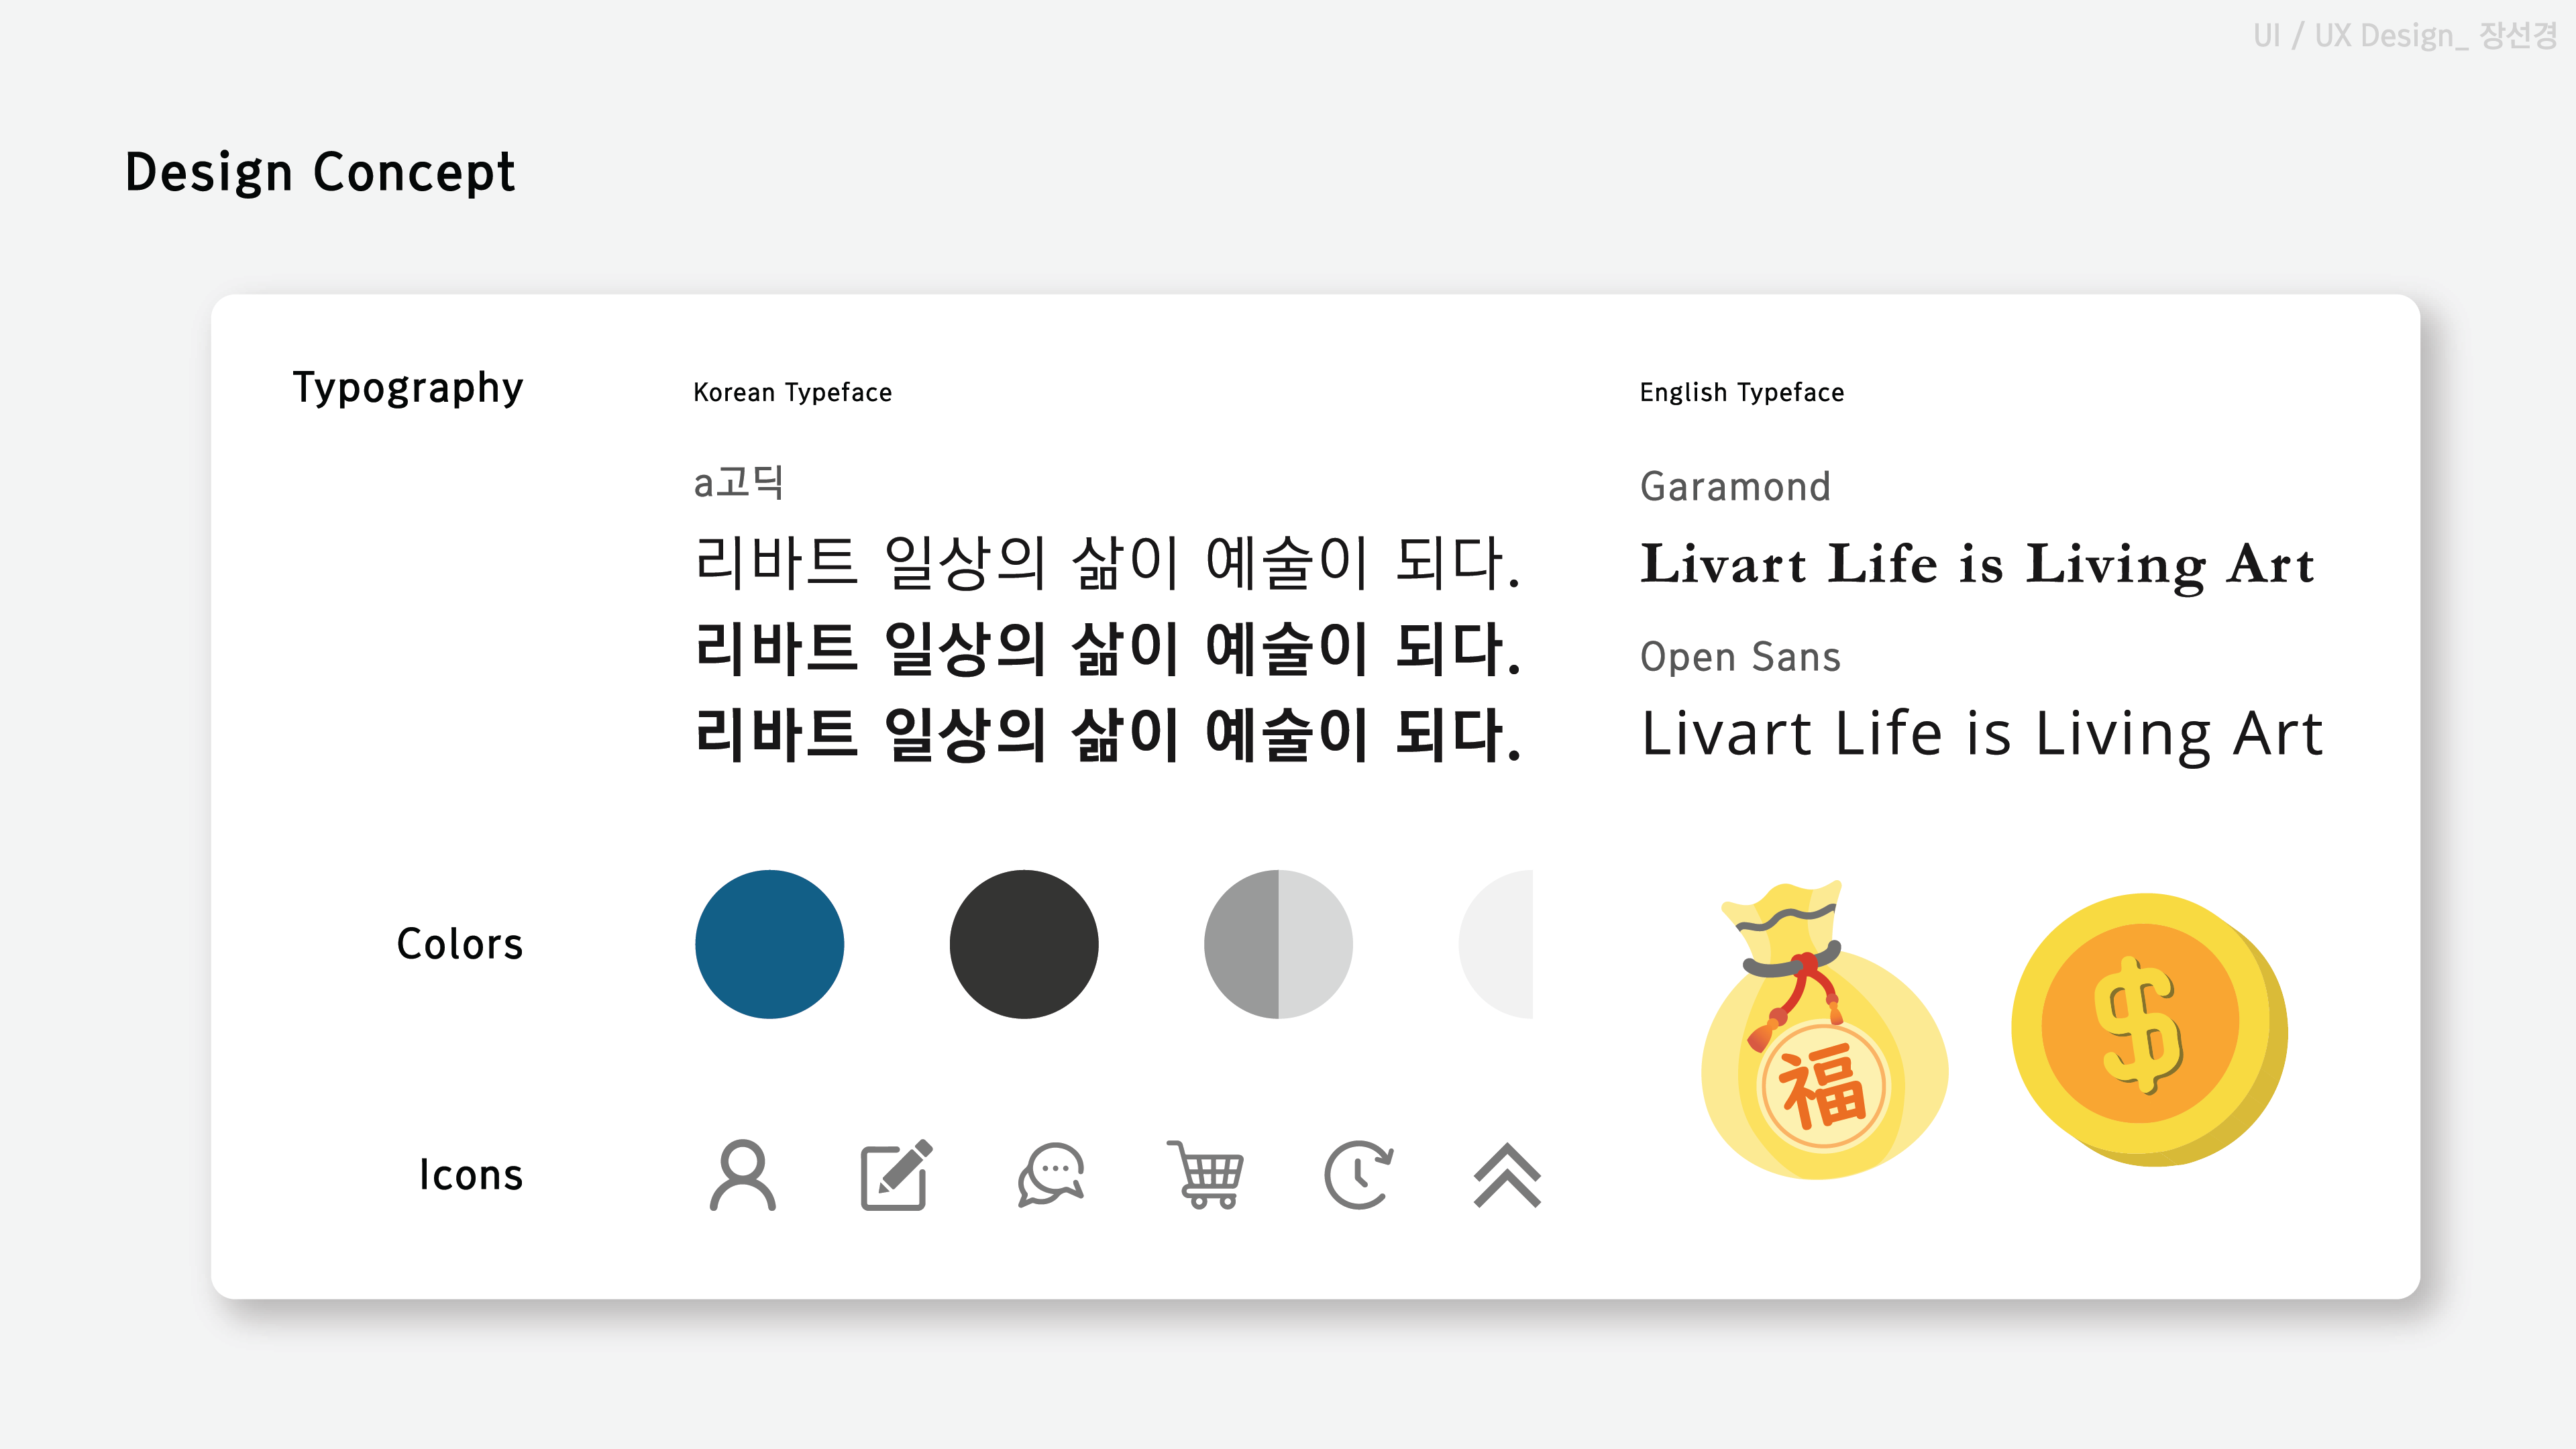 UI / UX Design_ 장선경
Design Concept
Typography
Korean Typeface
a고딕
리바트 일상의 삶이 예술이 되다.
리바트 일상의 삶이 예술이 되다.
리바트 일상의 삶이 예술이 되다.
English Typeface
Garamond
Livart Life is Living Art
Open Sans
Livart Life is Living Art
Colors
福
$
Icons